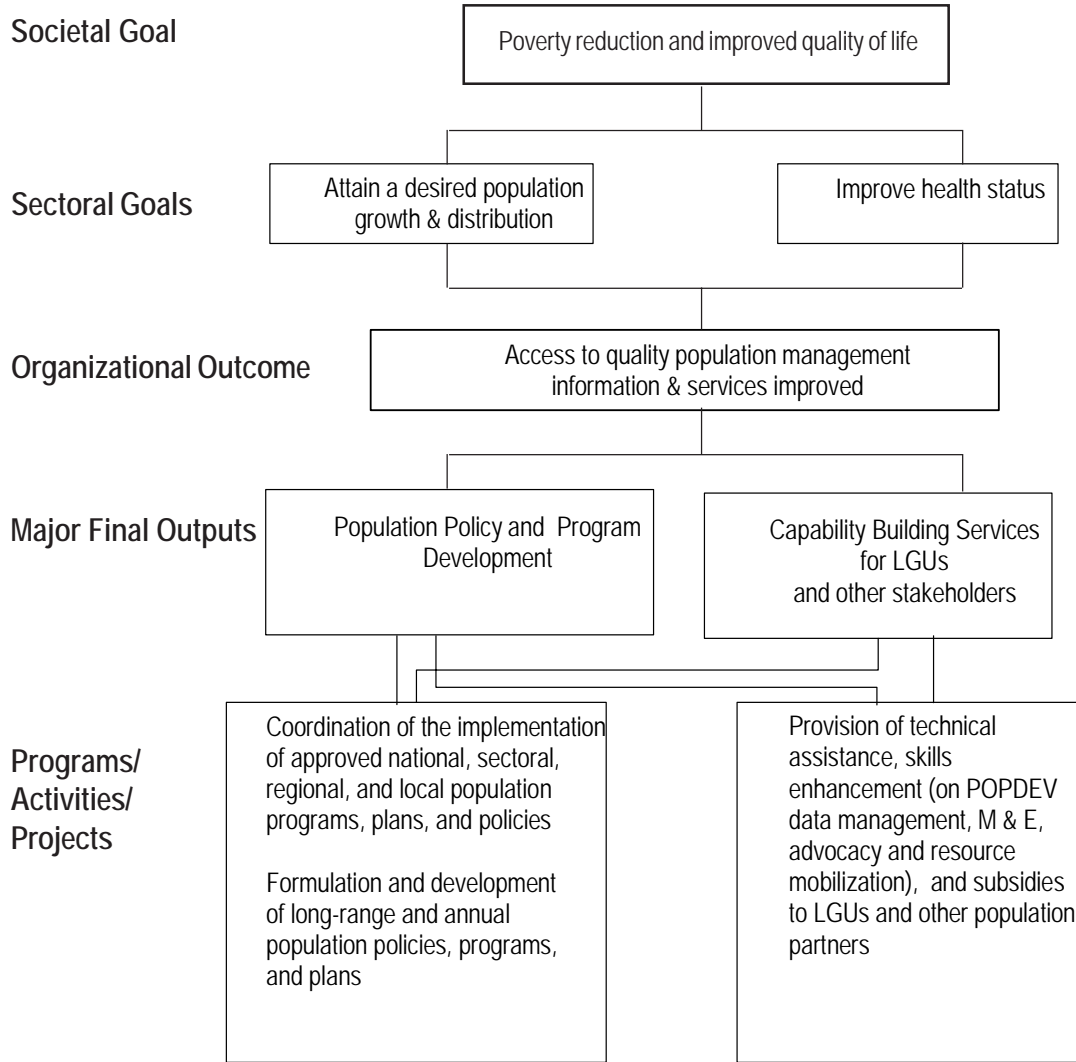 Societal Goal
Poverty reduction and improved quality of life
Sectoral Goals
Attain a desired population
growth & distribution
Improve health status
Organizational Outcome
Access to quality population management
information & services improved
Major Final Outputs
Population Policy and Program
Development
Capability Building Services
for LGUs
and other stakeholders
Programs/
Activities/
Projects
Coordination of the implementation
of approved national, sectoral,
regional, and local population
programs, plans, and policies
Formulation and development
of long-range and annual
population policies, programs,
and plans
Provision of technical
assistance, skills
enhancement (on POPDEV
data management, M & E,
advocacy and resource
mobilization), and subsidies
to LGUs and other population
partners